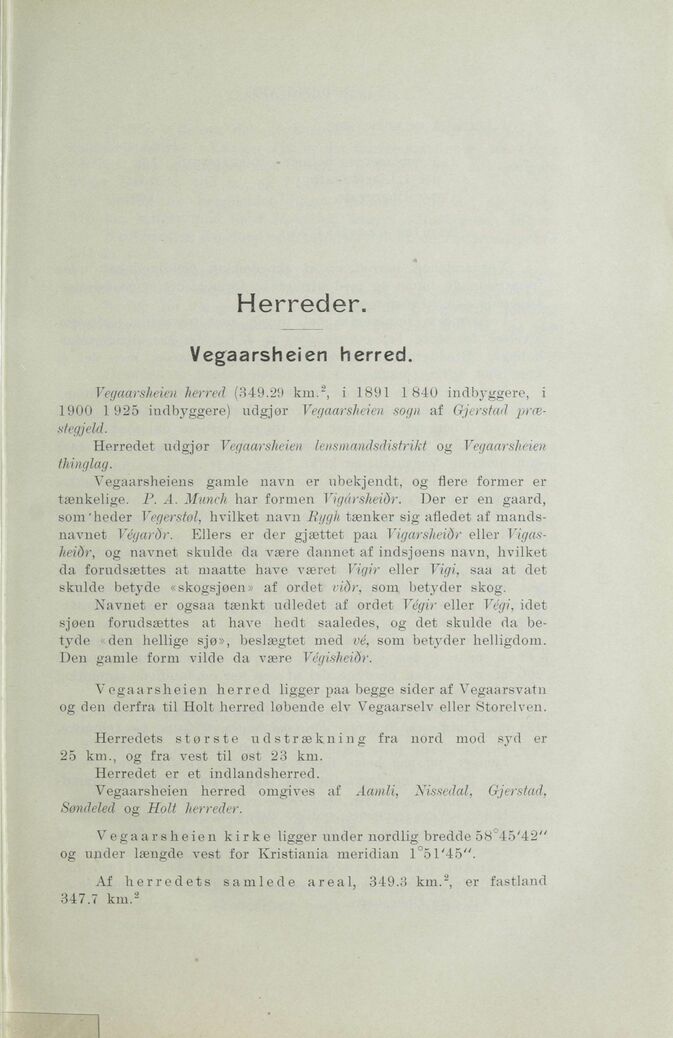 Herreder.
Vegaarsheien herred.
Vegaarsheien herred (349.29 km.², i 1891 1 840 indbyggere, i
1900 1 925 indbyggere) udgjør Vegaarsheien sogn af Gjerstad præ-
stegjeld.
Herredet udgjør Vegaarsheien lensmandsdistrikt og Vegaarsheien
thinglag.
Vegaarsheiens gamle navn er ubekjendt, og flere former er
tænkelige. P. A. Munch har formen Vigársheiðr. Der er en gaard,
som heder Vegerstøl, hvilket navn Rygh tænker sig afledet af mands-
navnet Végarðr. Ellers er der gjættet paa Vigarsheiðr eller Vigas-
heiðr, og navnet skulde da være dannet af indsjøens navn, hvilket
da forudsættes at maatte have været Vigir eller Vigi, saa at det
skulde betyde «skogsjøen» af ordet viðr, som betyder skog.
Navnet er ogsaa tænkt udledet af ordet Végir eller Végi, idet
sjøen forudsættes at have hedt saaledes, og det skulde da be-
tyde «den hellige sjø», beslægtet med vé, som betyder helligdom.
Den gamle form vilde da være Végisheiðr.
Vegaarsheien herred ligger paa begge sider af Vegaarsvatn
og den derfra til Holt herred løbende elv Vegaarselv eller Storelven.
Herredets største udstrækning fra nord mod syd er
25 km., og fra vest til øst 23 km.
Herredet er et indlandsherred.
Vegaarsheien herred omgives af Aamli, Nissedal, Gjerstad,
Søndeled og Holt herreder.
Vegaarsheien kirke ligger under nordlig bredde 58°45′42″
og under længde vest for Kristiania meridian 1°51′45″.
Af herredets samlede areal, 349.3 km.², er fastland
347.7 km.²